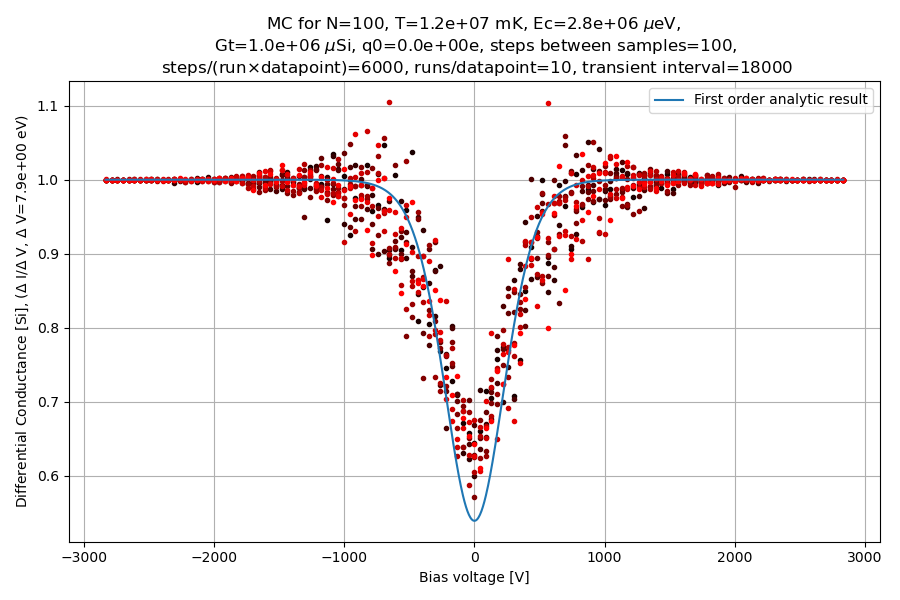 MC for N=100, T=1.2e+07 mK, Ec=2.8e+06 μeV,
Gt=1.0e+06 μSi, q0=0.0e+00e, steps between samples=100,
steps/(run×datapoint)=6000, runs/datapoint=10, transient interval=18000
First order analytic result
Differential Conductance [Si], (Δ I/Δ V, Δ V=7.9e+00 eV)
1.1
1.0
0.9
0.8
0.7
0.6
−3000 −2000 −1000 0 1000 2000 3000
Bias voltage [V]